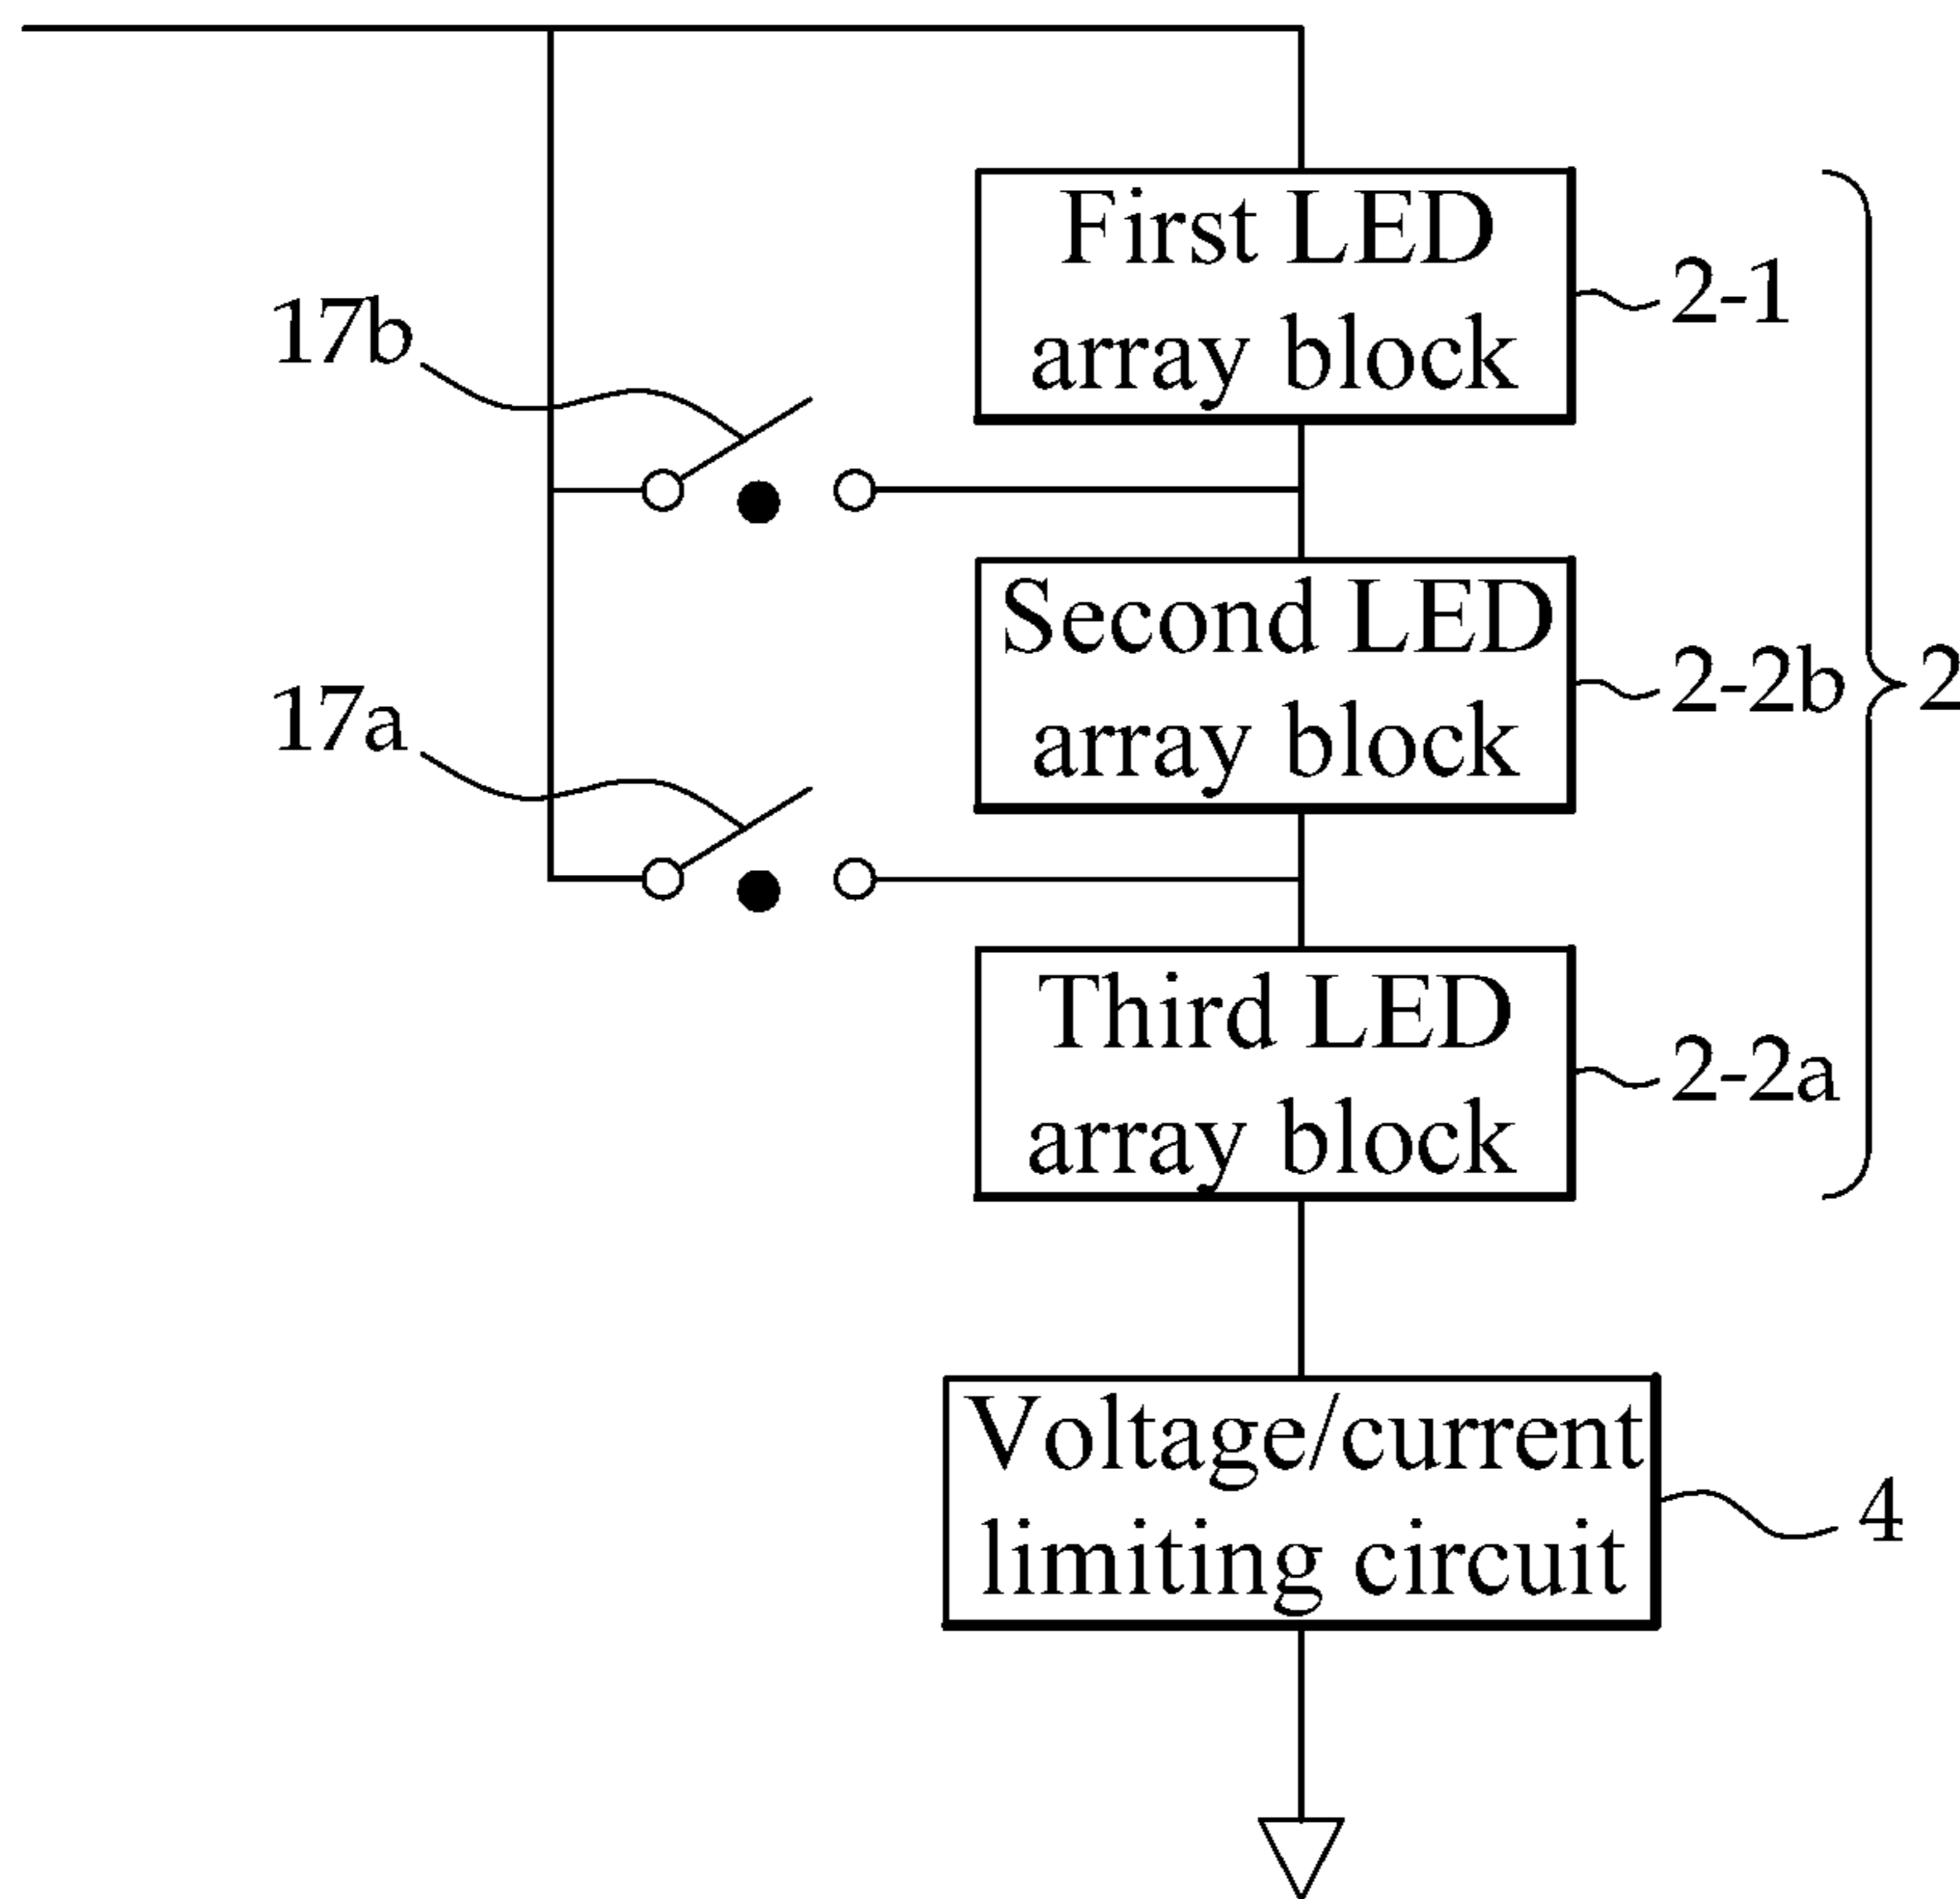 First LED
array block
2-1
17b
Second LED
array block
2-2b
2
17a
Third LED
array block
2-2a
Voltage/current
limiting circuit
4